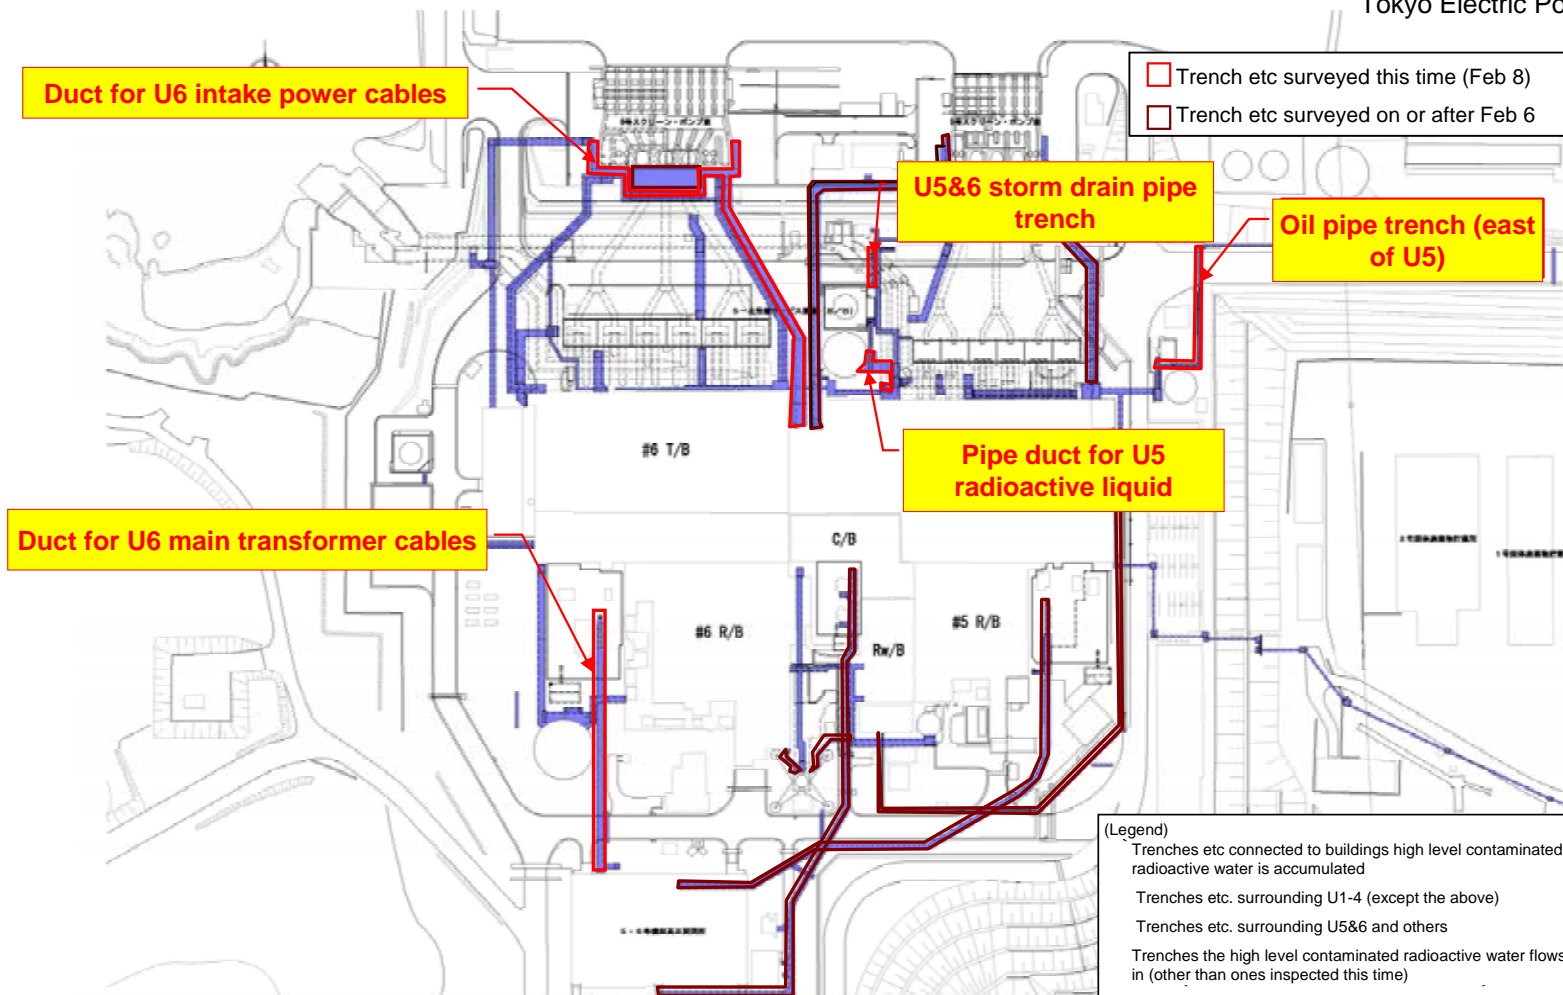 Tokyo Electric Po
Trench etc surveyed this time (Feb 8)
Trench etc surveyed on or after Feb 6
Duct for U6 intake power cables
U5&6 storm drain pipe
trench
Oil pipe trench (east
of U5)
#6 T/B
Pipe duct for U5
radioactive liquid
Duct for U6 main transformer cables
C/B
#6 R/B
#5 R/B
Rw/B
(Legend)
Trenches etc connected to buildings high level contaminated
radioactive water is accumulated
Trenches etc. surrounding U1-4 (except the above)
Trenches etc. surrounding U5&6 and others
Trenches the high level contaminated radioactive water flows
in (other than ones inspected this time)